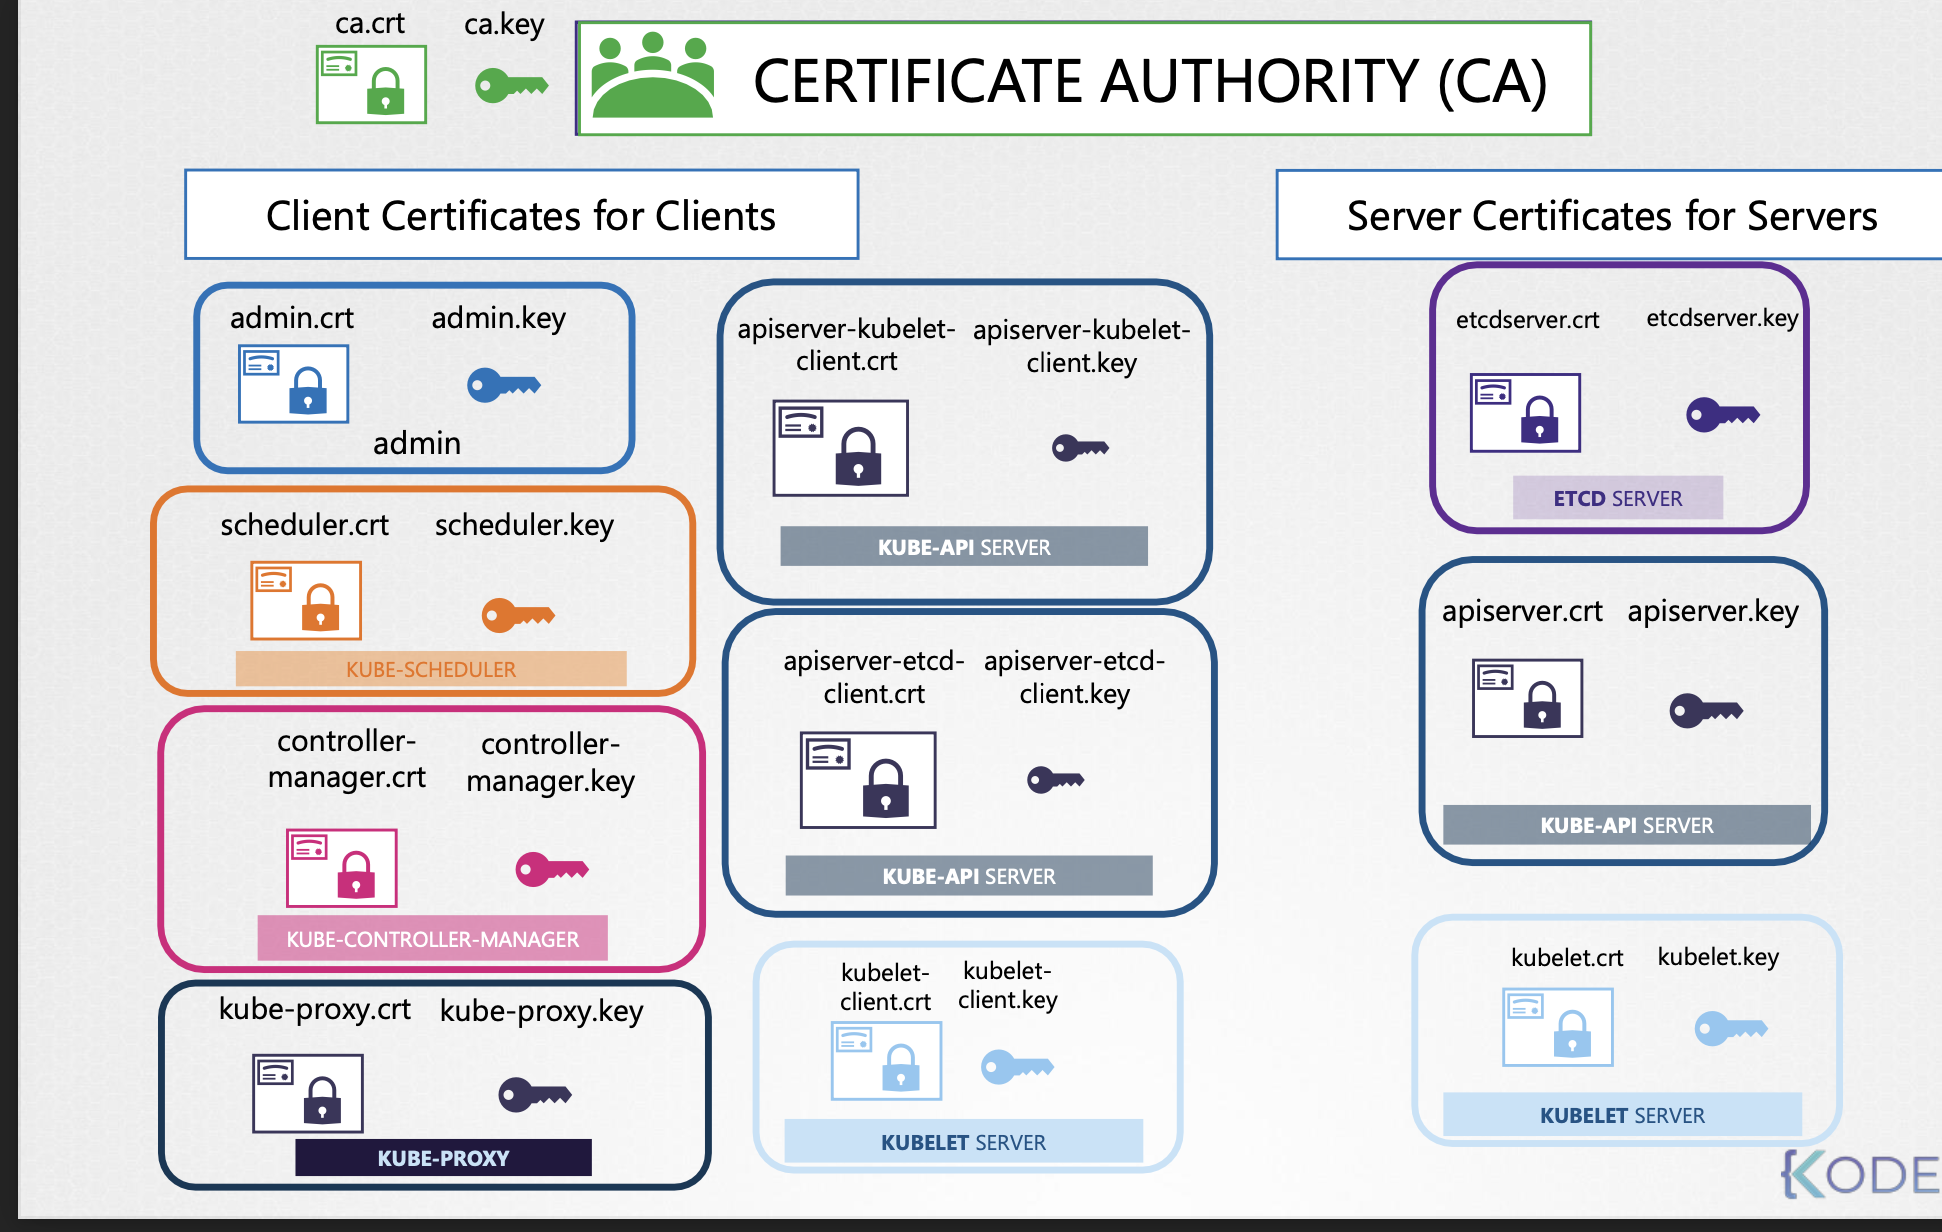 ca.crt
ca.key
CERTIFICATE AUTHORITY (CA)
Client Certificates for Clients
admin.crt
admin.key
admin
scheduler.crt
scheduler.key
KUBE-SCHEDULER
controller-
manager.crt
controller-
manager.key
KUBE-CONTROLLER-MANAGER
kube-proxy.crt
kube-proxy.key
KUBE-PROXY
apiserver-kubelet-
client.crt
apiserver-kubelet-
client.key
KUBE-API SERVER
apiserver-etcd-
client.crt
apiserver-etcd-
client.key
KUBE-API SERVER
kubelet-
client.crt
kubelet-
client.key
KUBELET SERVER
Server Certificates for Servers
etcdserver.crt
etcdserver.key
ETCD SERVER
apiserver.crt
apiserver.key
KUBE-API SERVER
kubelet.crt
kubelet.key
KUBELET SERVER
{KODE